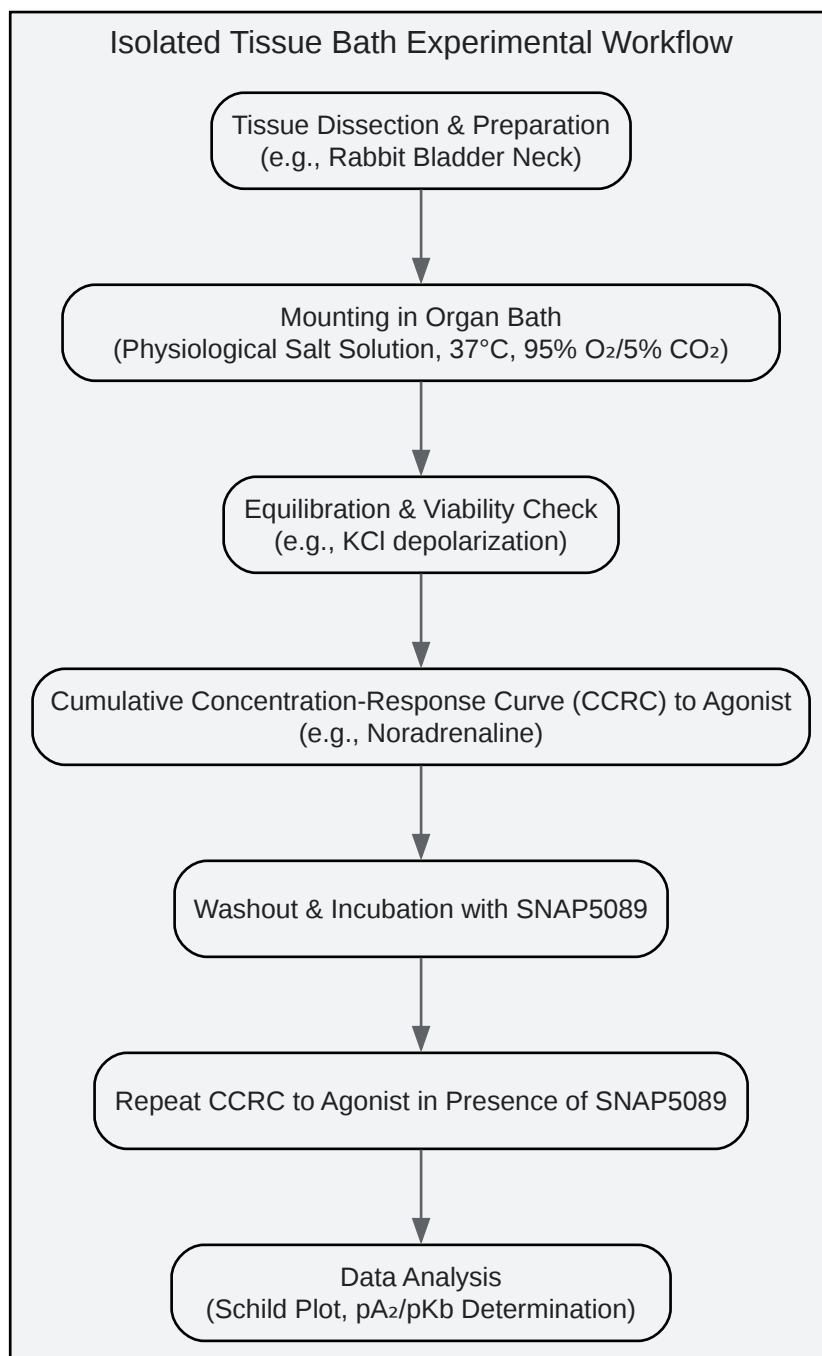 Isolated Tissue Bath Experimental Workflow
Tissue Dissection & Preparation
(e.g., Rabbit Bladder Neck)
Mounting in Organ Bath
(Physiological Salt Solution, 37°C, 95% O₂/5% CO₂)
Equilibration & Viability Check
(e.g., KCl depolarization)
Cumulative Concentration-Response Curve (CCRC) to Agonist
(e.g., Noradrenaline)
Washout & Incubation with SNAP5089
Repeat CCRC to Agonist in Presence of SNAP5089
Data Analysis
(Schild Plot, pA₂/pKb Determination)